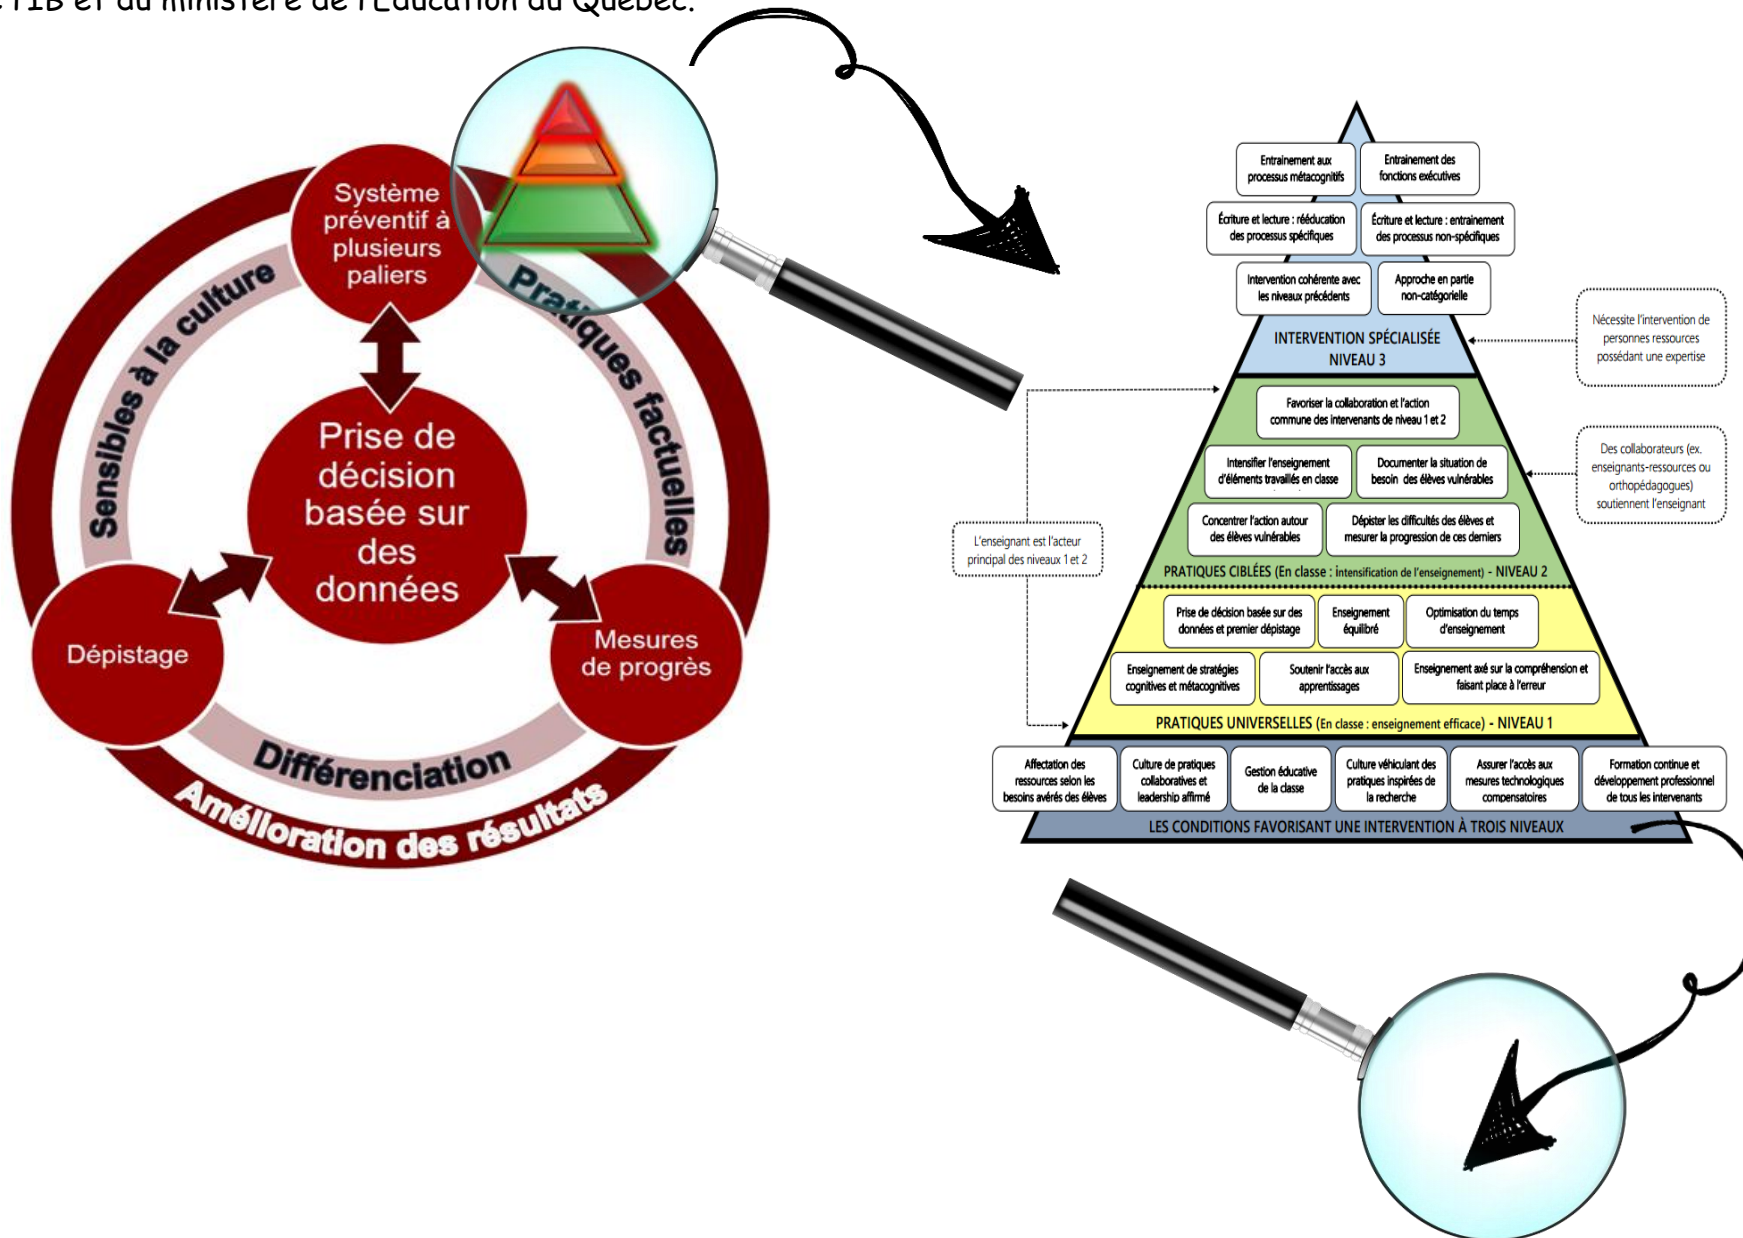 l'IB et du ministère de l'Éducation du Québec.
Système
préventif à
plusieurs
paliers
Sensibles à la culture
Pratiques factuelles
Prise de
décision
basée sur
des
données
Dépistage
Mesures
de progrès
Différenciation
Amélioration des résultats
Entrainement aux
processus métacognitifs
Entrainement des
fonctions exécutives
Écriture et lecture : rééducation
des processus spécifiques
Écriture et lecture : entrainement
des processus non-spécifiques
Intervention cohérente avec
les niveaux précédents
Approche en partie
non-catégorielle
INTERVENTION SPÉCIALISÉE
NIVEAU 3
Nécessite l'intervention de
personnes ressources
possédant une expertise
Favoriser la collaboration et l'action
commune des intervenants de niveau 1 et 2
Intensifier l'enseignement
d'éléments travaillés en classe
Documenter la situation de
besoin des élèves vulnérables
Des collaborateurs (ex.
enseignants-ressources ou
orthopédagogues)
soutiennent l'enseignant
Concentrer l'action autour
des élèves vulnérables
Dépister les difficultés des élèves et
mesurer la progression de ces derniers
L'enseignant est l'acteur
principal des niveaux 1 et 2
PRATIQUES CIBLÉES (En classe : intensification de l'enseignement) - NIVEAU 2
Prise de décision basée sur des
données et premier dépistage
Enseignement
équilibré
Optimisation du temps
d'enseignement
Enseignement de stratégies
cognitives et métacognitives
Soutenir l'accès aux
apprentissages
Enseignement axé sur la compréhension et
faisant place à l'erreur
PRATIQUES UNIVERSELLES (En classe : enseignement efficace) - NIVEAU 1
Affectation des
ressources selon les
besoins avérés des élèves
Culture de pratiques
collaboratives et
leadership affirmé
Gestion éducative
de la classe
Culture véhiculant des
pratiques inspirées de
la recherche
Assurer l'accès aux
mesures technologiques
compensatoires
Formation continue et
développement professionnel
de tous les intervenants
LES CONDITIONS FAVORISANT UNE INTERVENTION À TROIS NIVEAUX